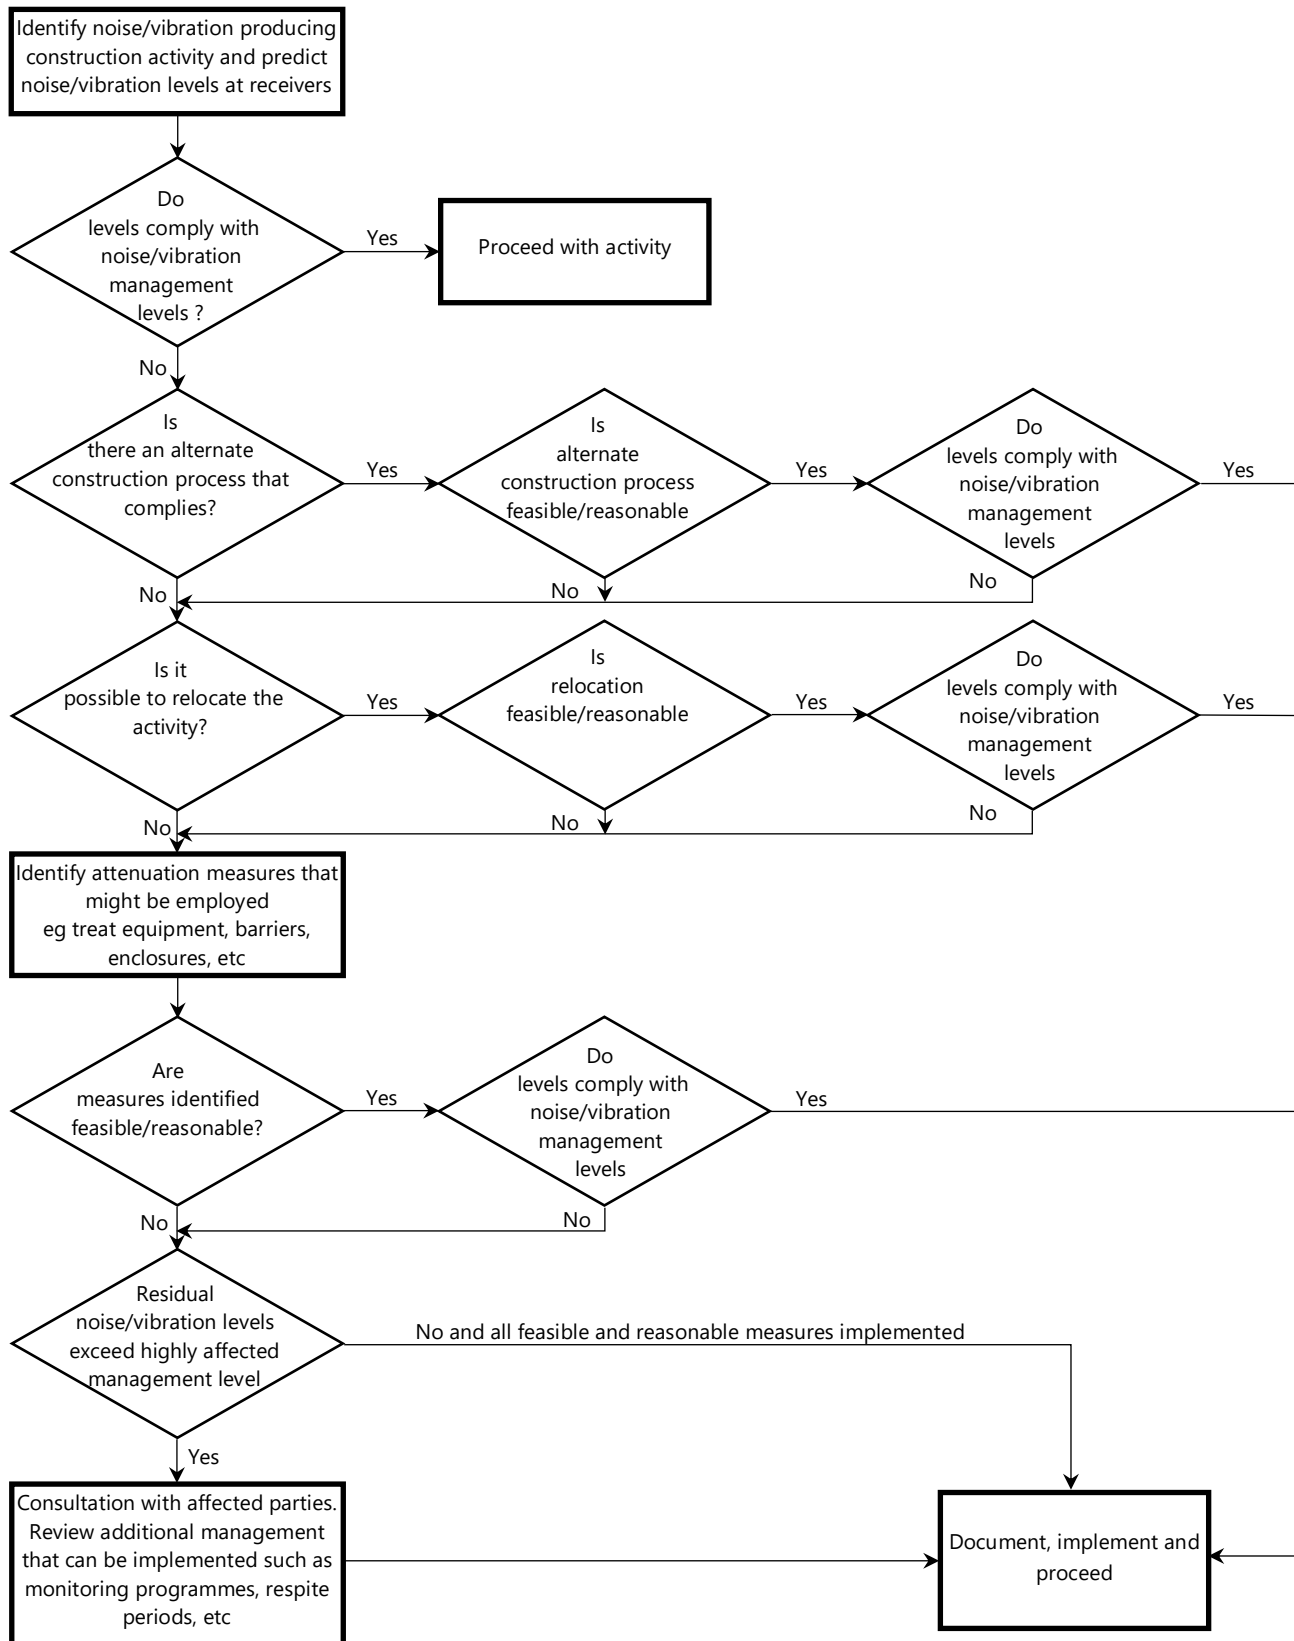 Identify noise/vibration producing
construction activity and predict
noise/vibration levels at receivers
Do
levels comply with
noise/vibration
management
levels ?
Yes
Proceed with activity
No
Is
there an alternate
construction process that
complies?
Yes
Is
alternate
construction process
feasible/reasonable
Yes
Do
levels comply with
noise/vibration
management
levels
Yes
No
No
No
Is it
possible to relocate the
activity?
Yes
Is
relocation
feasible/reasonable
Yes
Do
levels comply with
noise/vibration
management
levels
Yes
No
No
No
Identify attenuation measures that
might be employed
eg treat equipment, barriers,
enclosures, etc
Are
measures identified
feasible/reasonable?
Yes
Do
levels comply with
noise/vibration
management
levels
Yes
No
No
Residual
noise/vibration levels
exceed highly affected
management level
No and all feasible and reasonable measures implemented
Yes
Consultation with affected parties.
Review additional management
that can be implemented such as
monitoring programmes, respite
periods, etc
Document, implement and
proceed